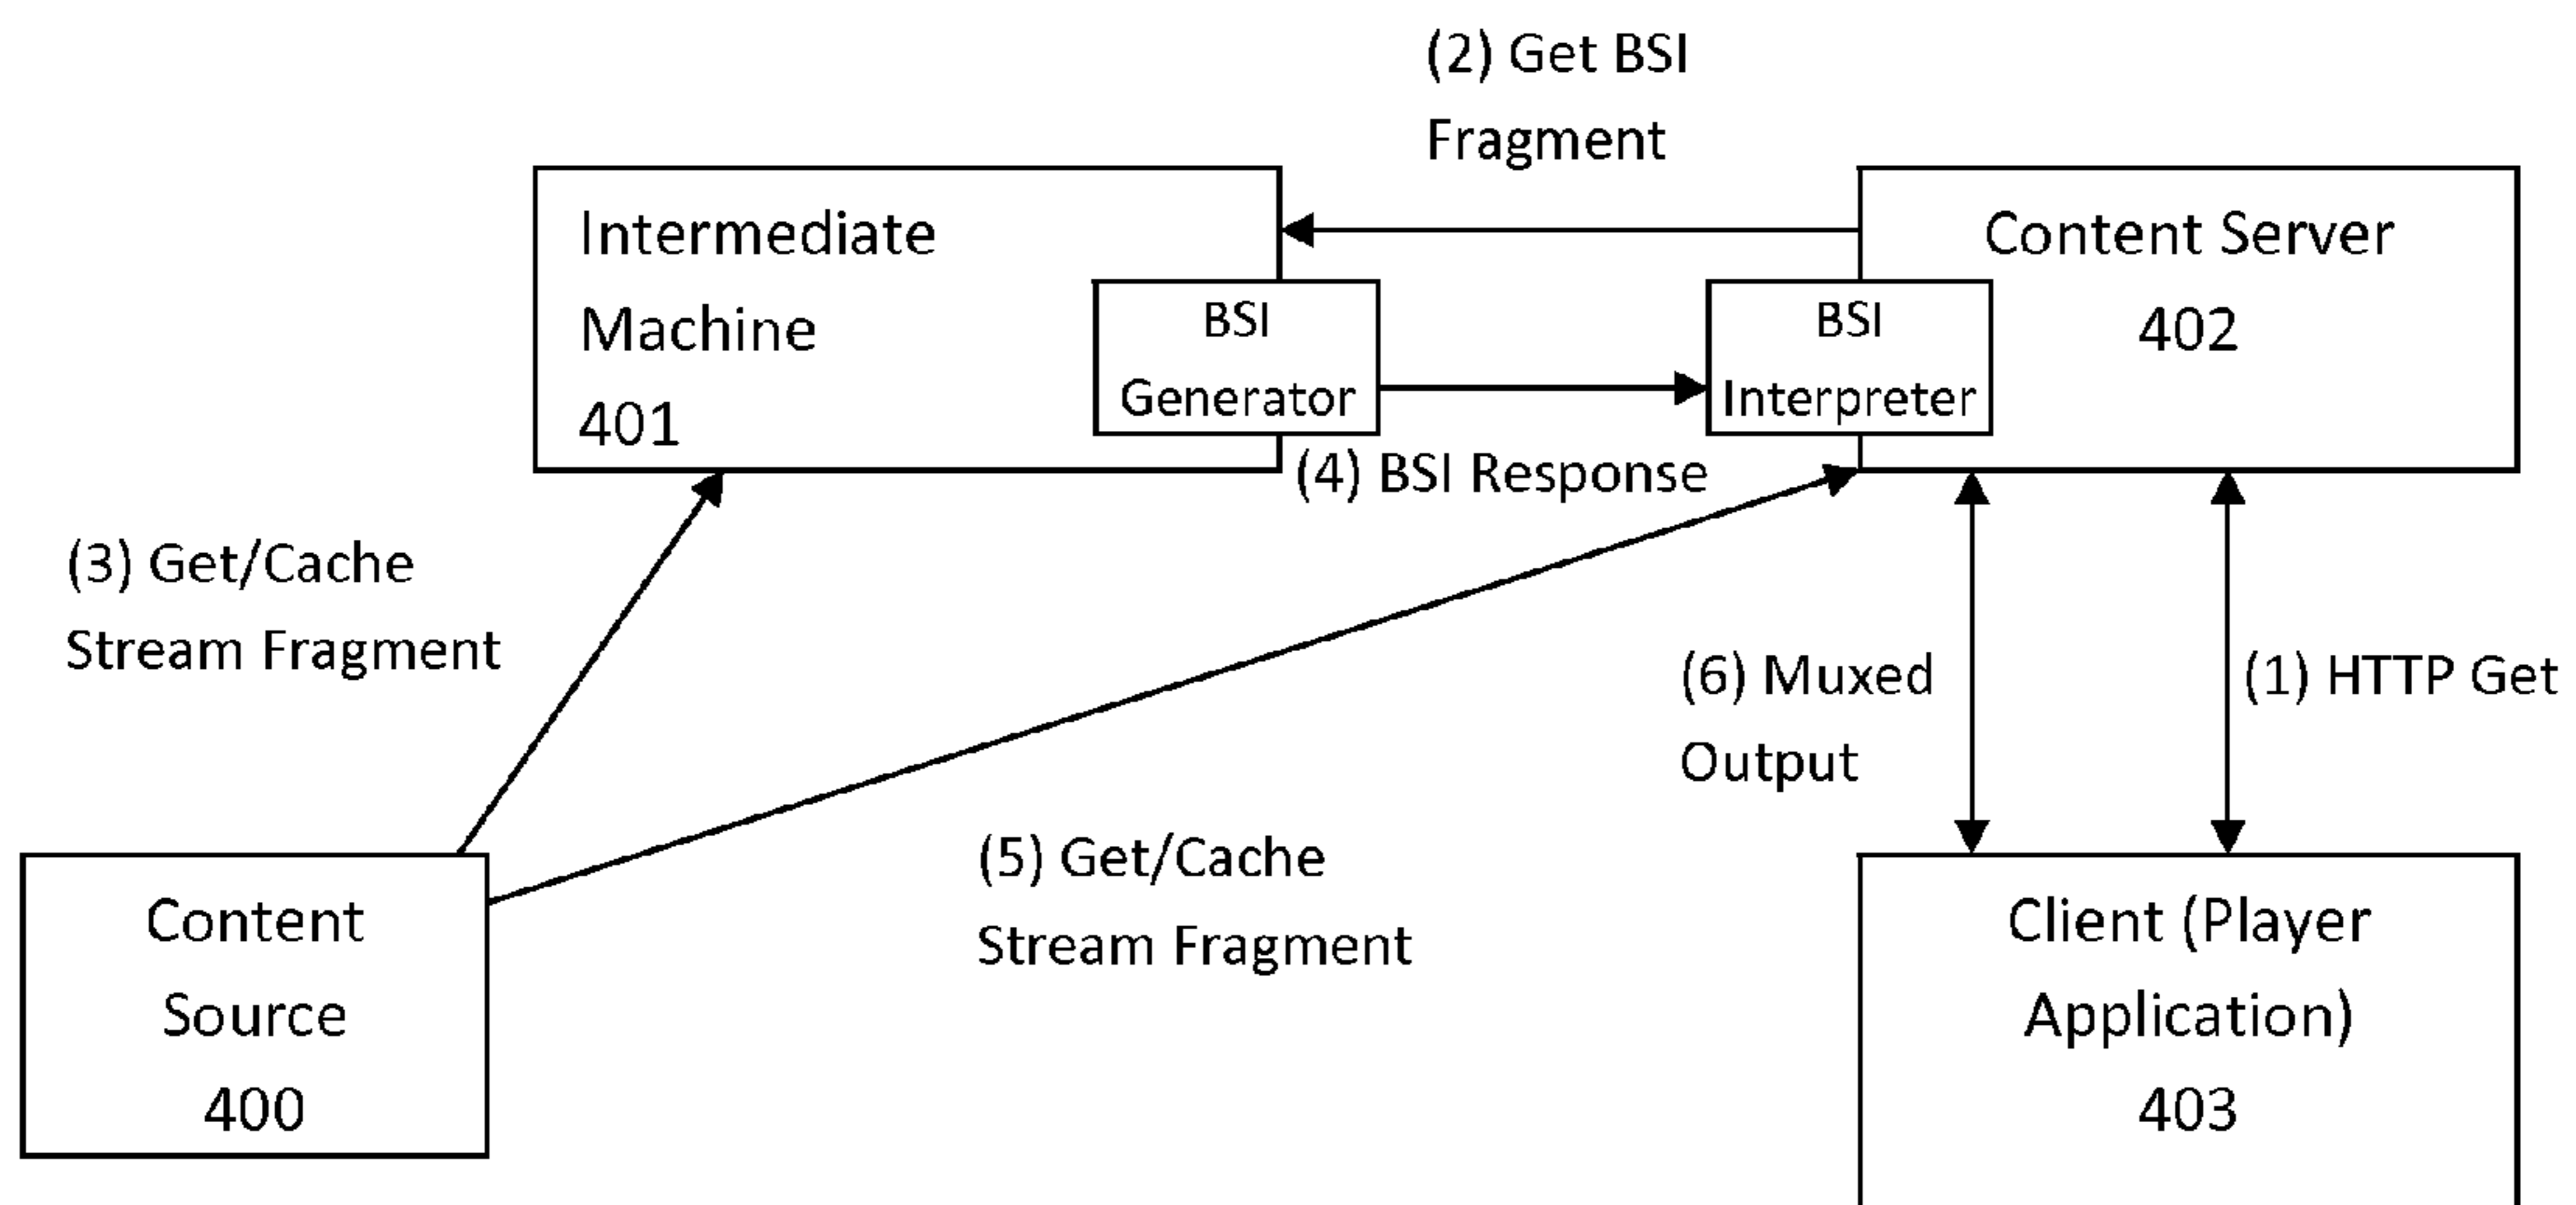 (2) Get BSI
Fragment
Intermediate
Machine
401
BSI
Generator
BSI
Interpreter
Content Server
402
(4) BSI Response
(3) Get/Cache
Stream Fragment
(6) Muxed
Output
(1) HTTP Get
(5) Get/Cache
Stream Fragment
Content
Source
400
Client (Player
Application)
403